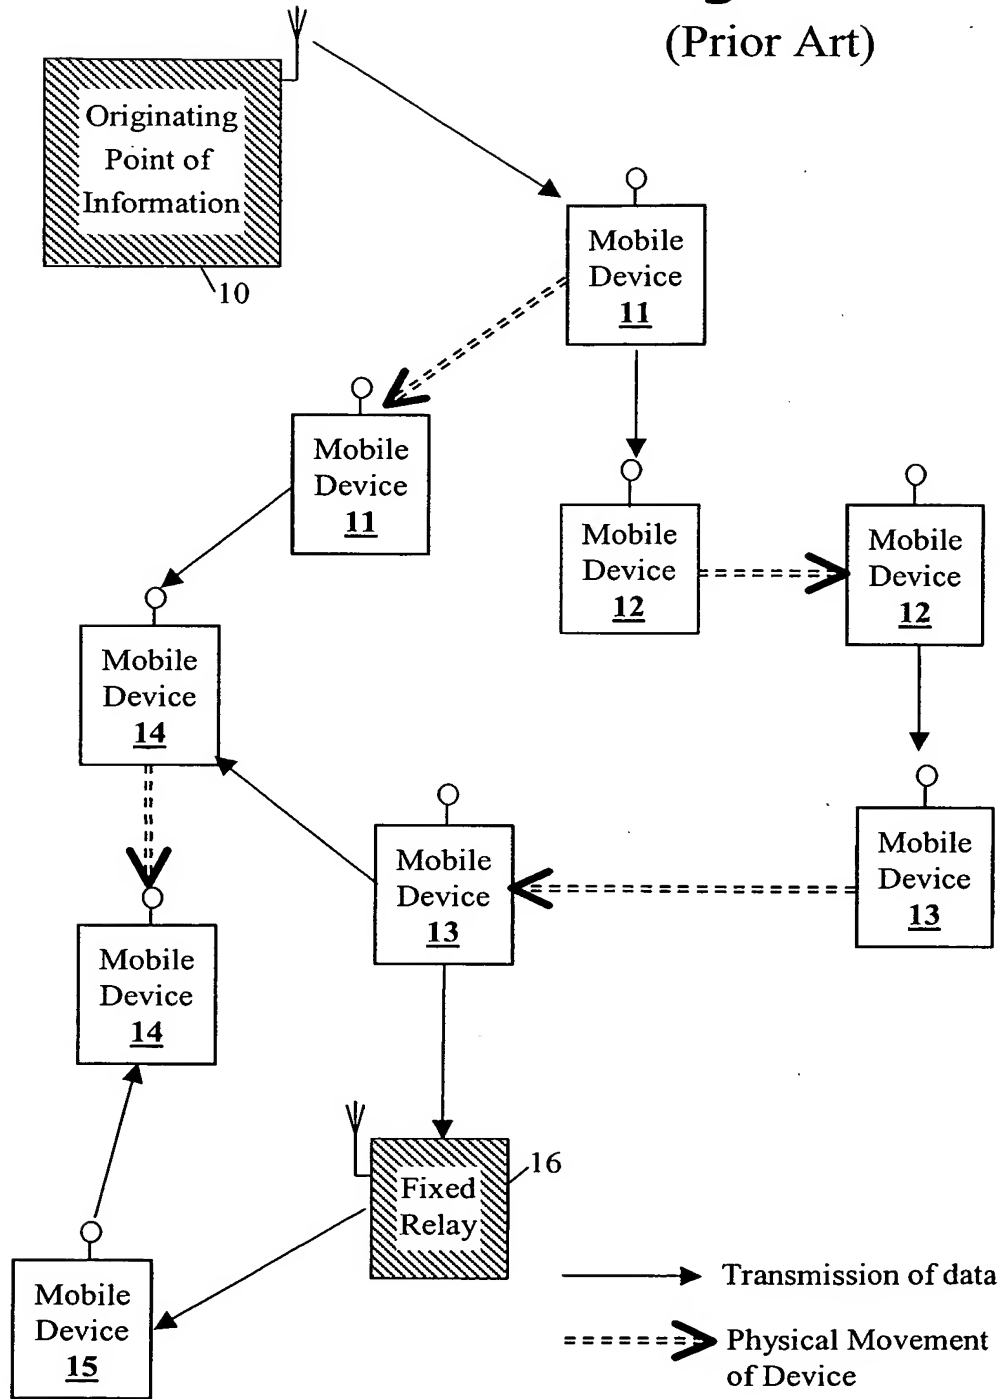 (Prior Art)
Originating
Point of
Information
10
Mobile
Device
11
Mobile
Device
11
Mobile
Device
12
Mobile
Device
12
Mobile
Device
14
Mobile
Device
13
Mobile
Device
13
Mobile
Device
14
16
Fixed
Relay
Mobile
Device
15
Transmission of data
Physical Movement
of Device